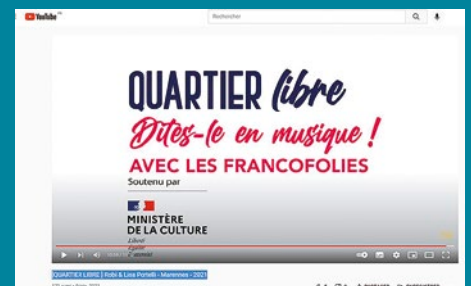 YouTube
Rechercher
QUARTIER libre
Dites-le en musique !
AVEC LES FRANCOFOLIES
Soutenu par
MINISTÈRE
DE LA CULTURE
Liberté
Égalité
Fraternité
QUARTIER LIBRE | Robi & Lisa Portelli - Marennes - 2021